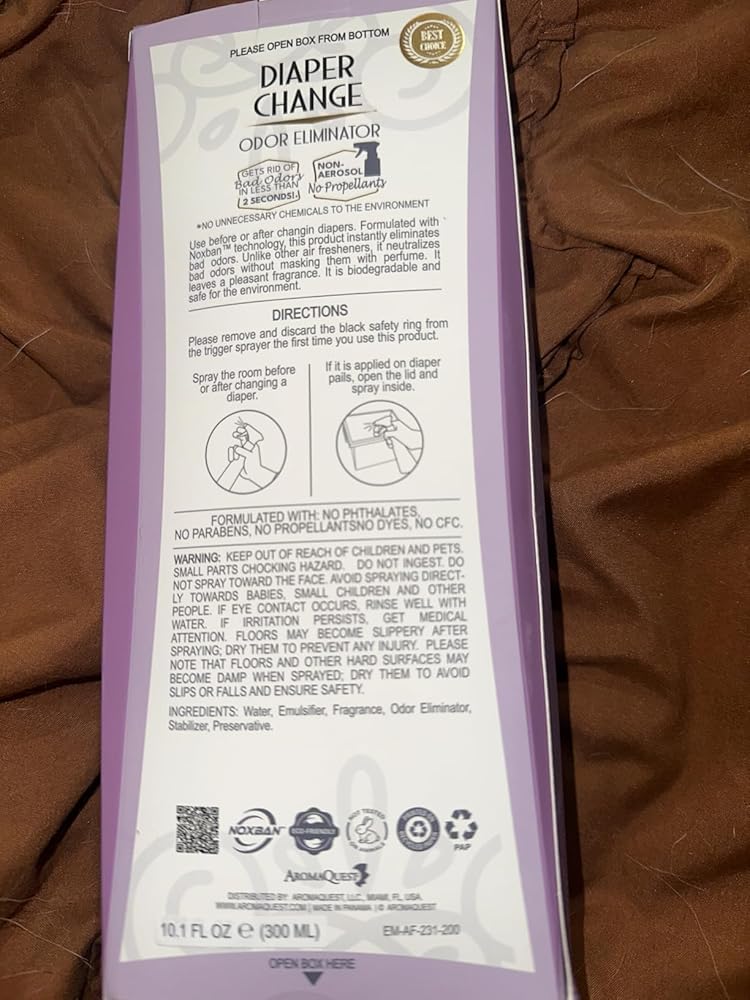 PLEASE OPEN BOX FROM BOTTOM
BEST
CHOICE
DIAPER
CHANGE
ODOR ELIMINATOR
GETS RID OF
Bad Odors
IN LESS THAN
2 SECONDS!
NON-
AEROSOL
No Propellants
*NO UNNECESSARY CHEMICALS TO THE ENVIRONMENT
Use before or after changin diapers. Formulated with
Noxban™ technology, this product instantly eliminates
bad odors. Unlike other air fresheners, it neutralizes
bad odors without masking them with perfume. It
leaves a pleasant fragrance. It is biodegradable and
safe for the environment.
DIRECTIONS
Please remove and discard the black safety ring from
the trigger sprayer the first time you use this product.
Spray the room before
or after changing a
diaper.
If it is applied on diaper
pails, open the lid and
spray inside.
FORMULATED WITH: NO PHTHALATES,
NO PARABENS, NO PROPELLANTSNO DYES, NO CFC.
WARNING: KEEP OUT OF REACH OF CHILDREN AND PETS.
SMALL PARTS CHOCKING HAZARD. DO NOT INGEST. DO
NOT SPRAY TOWARD THE FACE. AVOID SPRAYING DIRECT-
LY TOWARDS BABIES, SMALL CHILDREN AND OTHER
PEOPLE. IF EYE CONTACT OCCURS, RINSE WELL WITH
WATER. IF IRRITATION PERSISTS, GET MEDICAL
ATTENTION. FLOORS MAY BECOME SLIPPERY AFTER
SPRAYING; DRY THEM TO PREVENT ANY INJURY. PLEASE
NOTE THAT FLOORS AND OTHER HARD SURFACES MAY
BECOME DAMP WHEN SPRAYED; DRY THEM TO AVOID
SLIPS OR FALLS AND ENSURE SAFETY.
INGREDIENTS: Water, Emulsifier, Fragrance, Odor Eliminator,
Stabilizer, Preservative.
NOXBAN
ECO-FRIENDLY
NOT TESTED
ON ANIMALS
PAP
AROMAQUEST
DISTRIBUTED BY: AROMAQUEST, LLC., MIAMI, FL, USA.
WWW.AROMAQUEST.COM | MADE IN PANAMA | © AROMAQUEST
10.1 FL OZ ℮ (300 ML)
EM-AF-231-200
OPEN BOX HERE